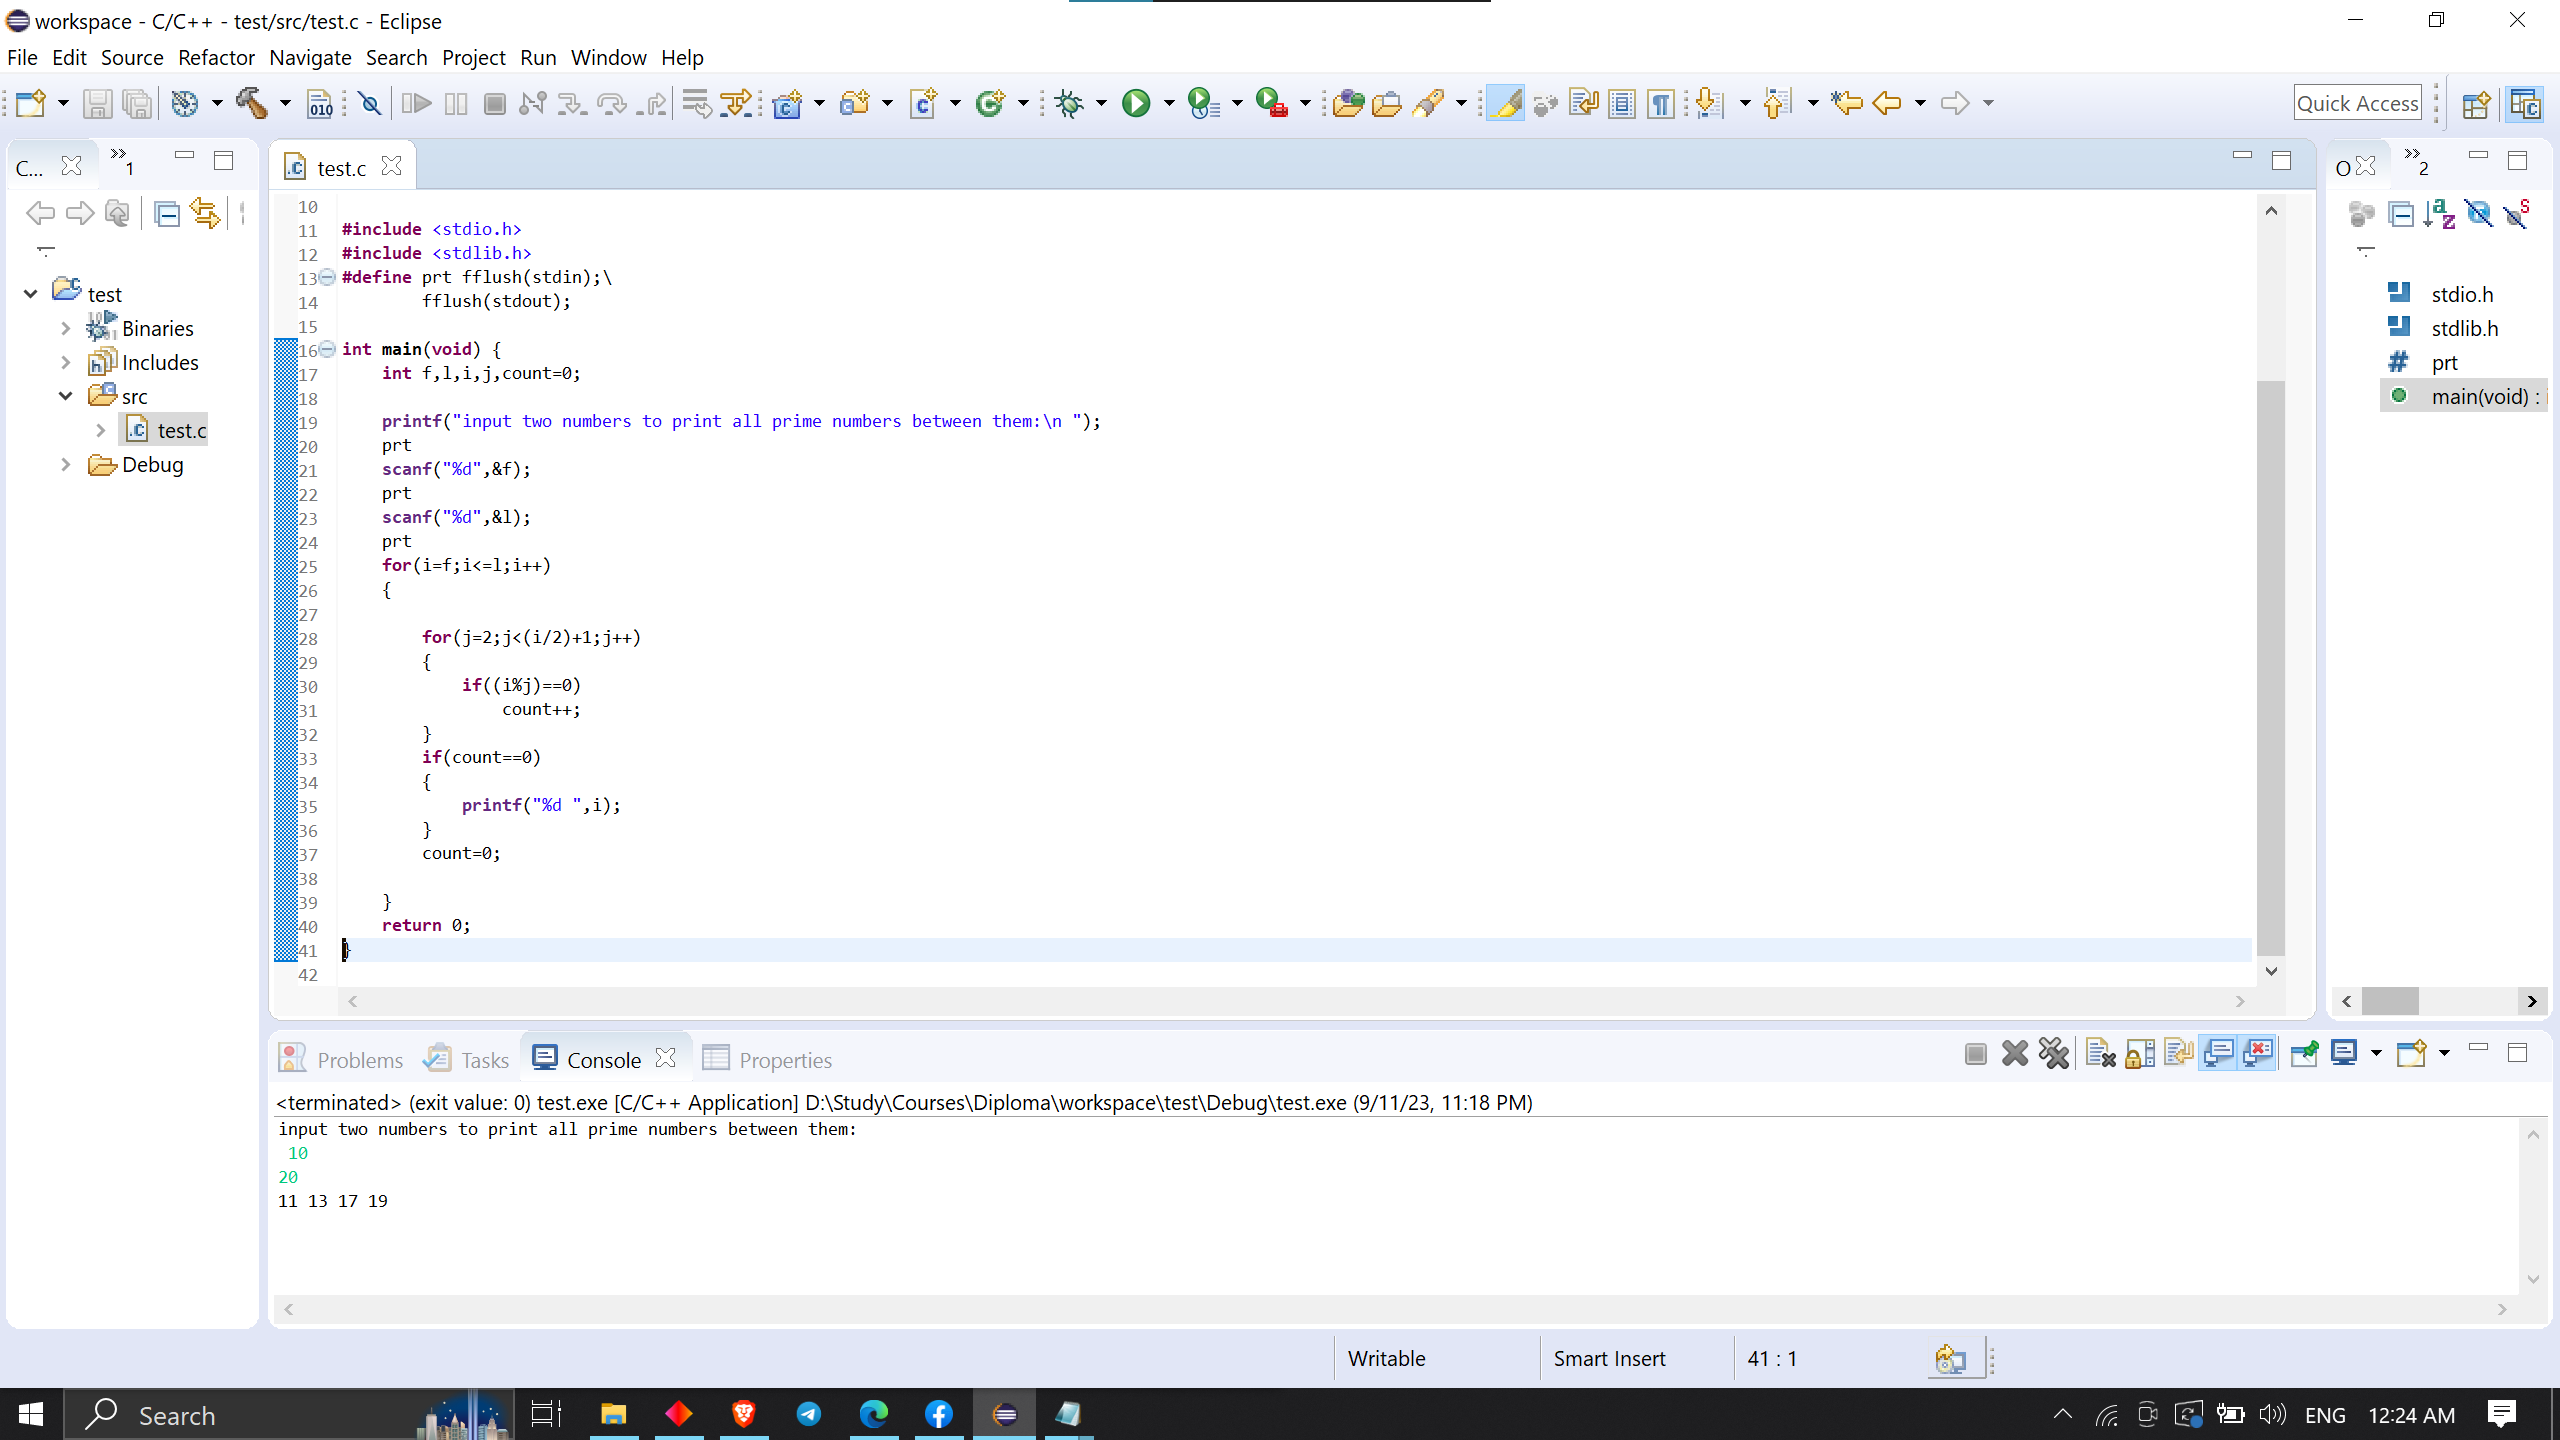 workspace - C/C++ - test/src/test.c - Eclipse
File Edit Source Refactor Navigate Search Project Run Window Help
Quick Access
C... 1
test.c
O 2
test
Binaries
Includes
src
test.c
Debug
10
11 #include <stdio.h>
12 #include <stdlib.h>
13 #define prt fflush(stdin);\
14         fflush(stdout);
15
16 int main(void) {
17     int f,l,i,j,count=0;
18
19     printf("input two numbers to print all prime numbers between them:\n ");
20     prt
21     scanf("%d",&f);
22     prt
23     scanf("%d",&l);
24     prt
25     for(i=f;i<=l;i++)
26     {
27
28         for(j=2;j<(i/2)+1;j++)
29         {
30             if((i%j)==0)
31                 count++;
32         }
33         if(count==0)
34         {
35             printf("%d ",i);
36         }
37         count=0;
38
39     }
40     return 0;
41 }
42
stdio.h
stdlib.h
prt
main(void) : i
Problems Tasks Console Properties
<terminated> (exit value: 0) test.exe [C/C++ Application] D:\Study\Courses\Diploma\workspace\test\Debug\test.exe (9/11/23, 11:18 PM)
input two numbers to print all prime numbers between them:
10
20
11 13 17 19
Writable Smart Insert 41 : 1
Search ENG 12:24 AM